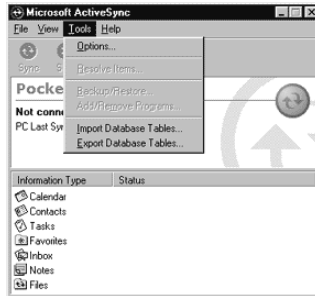 Microsoft ActiveSync
File View Tools Help
Sync
Options...
Resolve Items...
Backup/Restore...
Add/Remove Programs...
Import Database Tables...
Export Database Tables...
Pocke
Not conn
PC Last Syr
Information Type Status
Calendar
Contacts
Tasks
Favorites
Inbox
Notes
Files